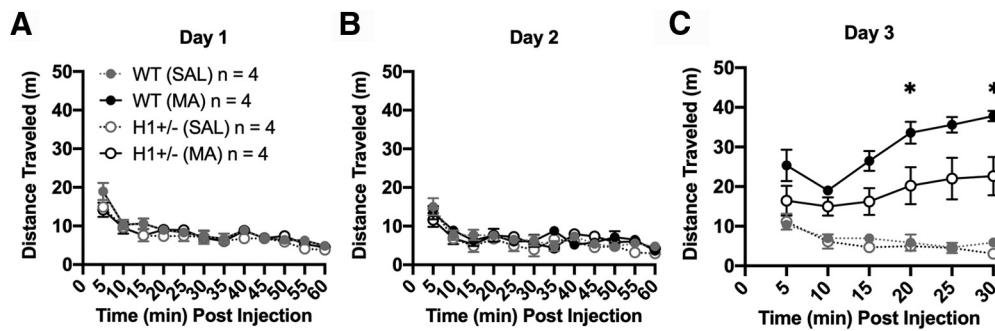 A
Day 1
Distance Traveled (m)
50
40
30
20
10
0
WT (SAL) n = 4
WT (MA) n = 4
H1+/- (SAL) n = 4
H1+/- (MA) n = 4
0 5 10 15 20 25 30 35 40 45 50 55 60
Time (min) Post Injection
B
Day 2
Distance Traveled (m)
50
40
30
20
10
0
0 5 10 15 20 25 30 35 40 45 50 55 60
Time (min) Post Injection
C
Day 3
Distance Traveled (m)
50
40
30
20
10
0
* *
0 5 10 15 20 25 30
Time (min) Post Injection